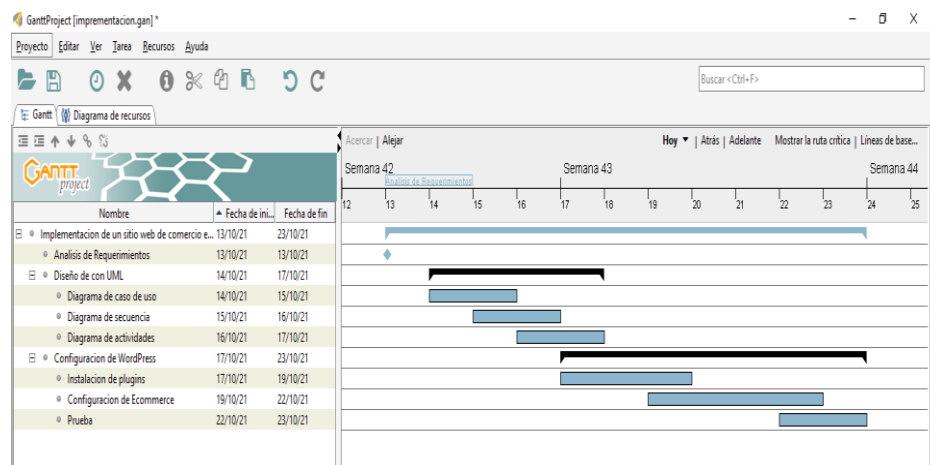 GanttProject [imprementacion.gan] *
Proyecto Editar Ver Tarea Recursos Ayuda
Buscar <Ctrl+F>
Gantt Diagrama de recursos
Acercar | Alejar Hoy ▼ | Atrás | Adelante Mostrar la ruta crítica | Líneas de base...
GANTT project
Semana 42 Semana 43 Semana 44
Analisis de Requerimientos
12 13 14 15 16 17 18 19 20 21 22 23 24 25
Nombre Fecha de ini... Fecha de fin
Implementacion de un sitio web de comercio e... 13/10/21 23/10/21
Analisis de Requerimientos 13/10/21 13/10/21
Diseño de con UML 14/10/21 17/10/21
Diagrama de caso de uso 14/10/21 15/10/21
Diagrama de secuencia 15/10/21 16/10/21
Diagrama de actividades 16/10/21 17/10/21
Configuracion de WordPress 17/10/21 23/10/21
Instalacion de plugins 17/10/21 19/10/21
Configuracion de Ecommerce 19/10/21 22/10/21
Prueba 22/10/21 23/10/21